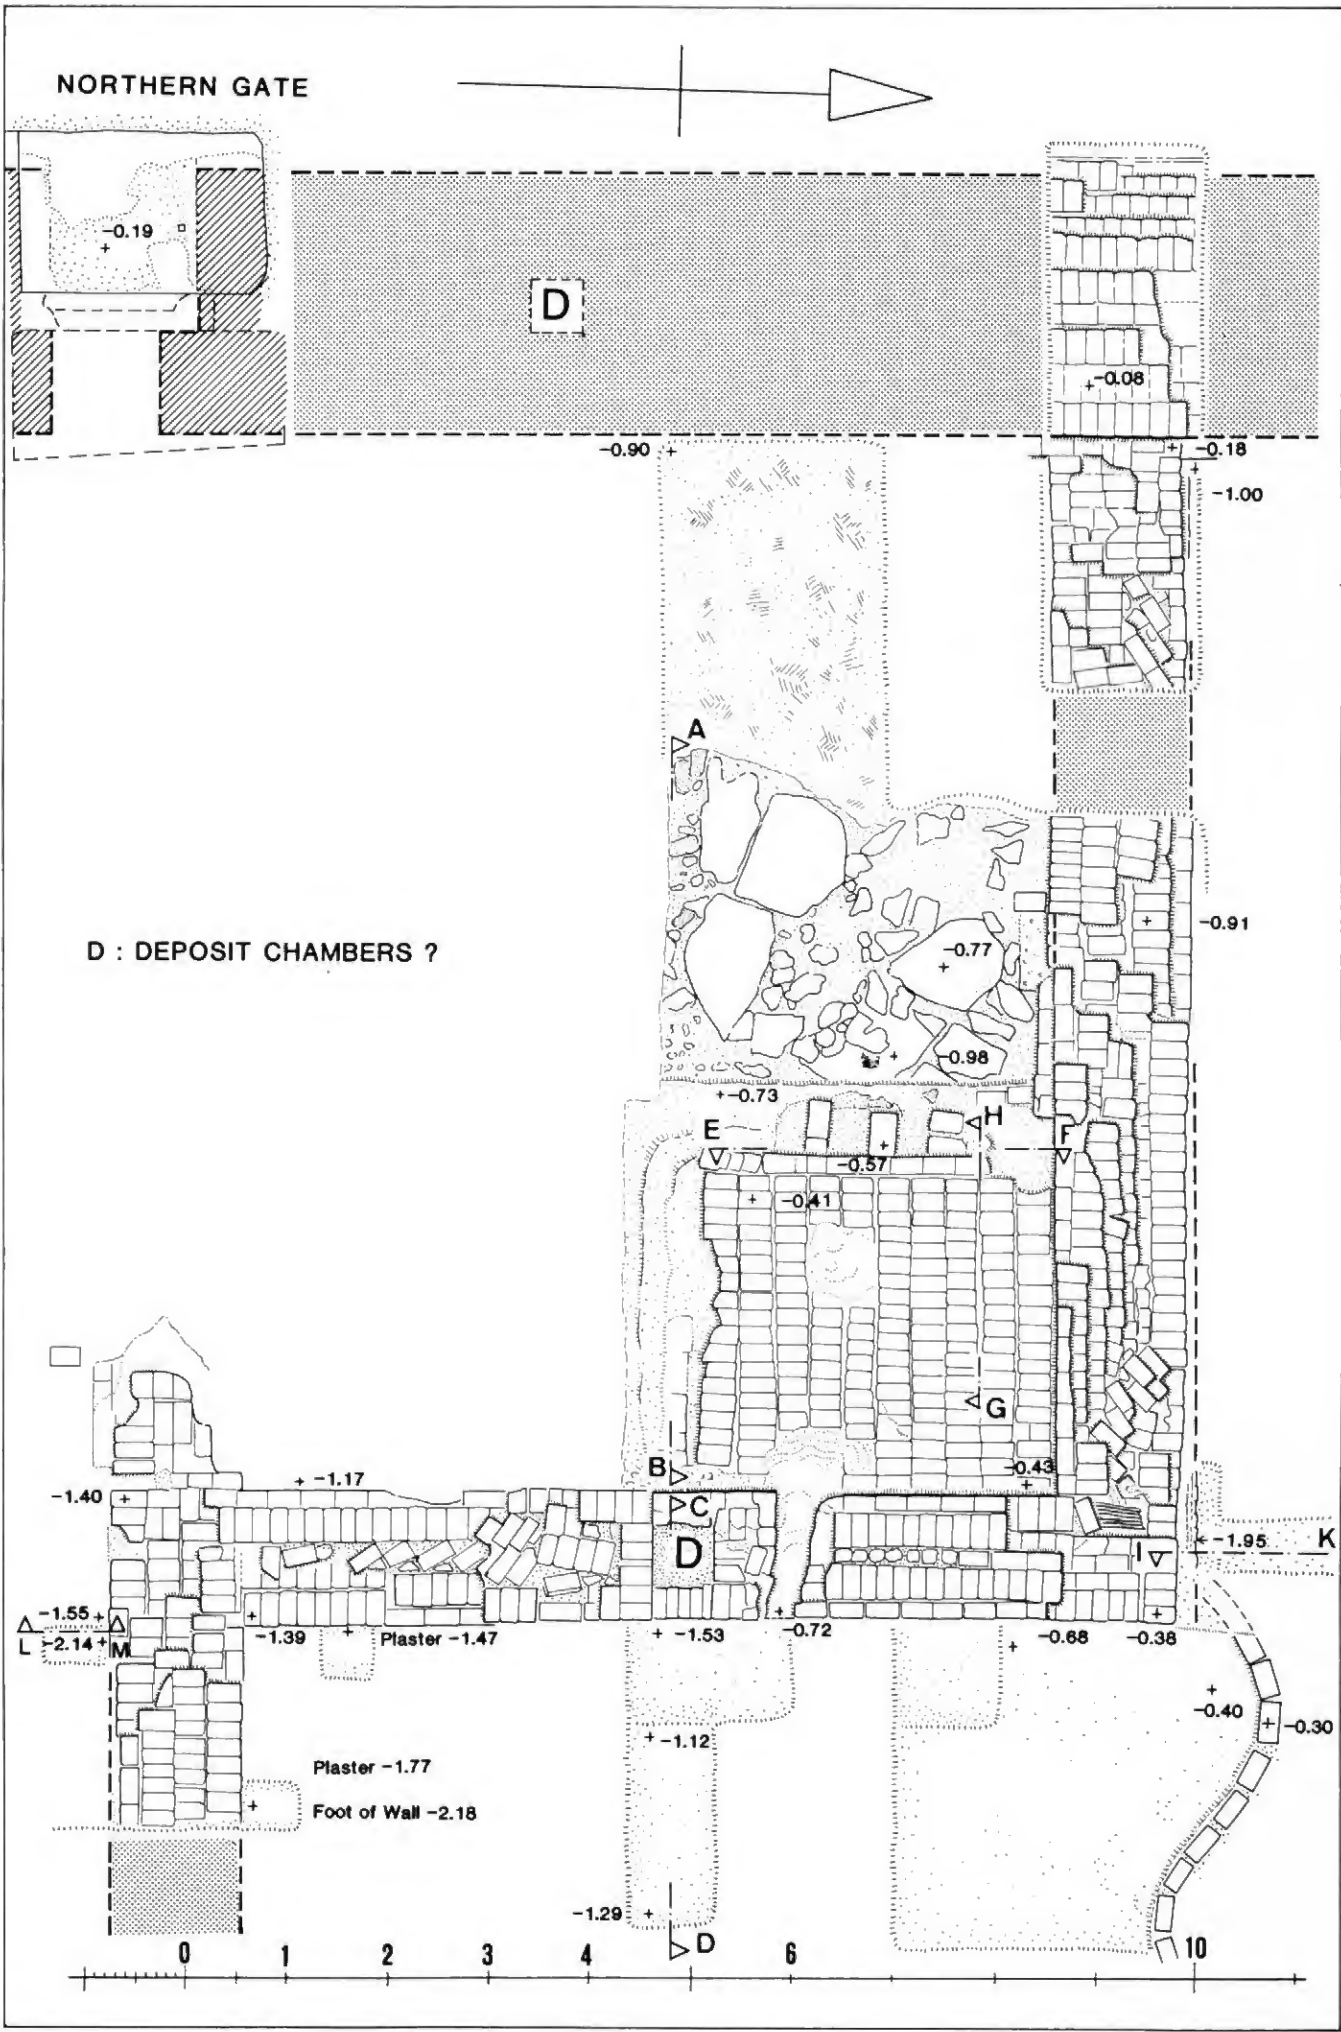 NORTHERN GATE
-0.19
D
-0.08
-0.90
-0.18
-1.00
A
-0.91
D : DEPOSIT CHAMBERS ?
-0.77
-0.98
-0.73
H
E
F
-0.57
-0.41
G
B
-0.43
-1.17
-1.40
C
D
-1.95
K
I
-1.55
L
-2.14
M
-1.39
Plaster -1.47
-1.53
-0.72
-0.68
-0.38
-0.40
-0.30
-1.12
Plaster -1.77
Foot of Wall -2.18
-1.29
D
0 1 2 3 4 6 10